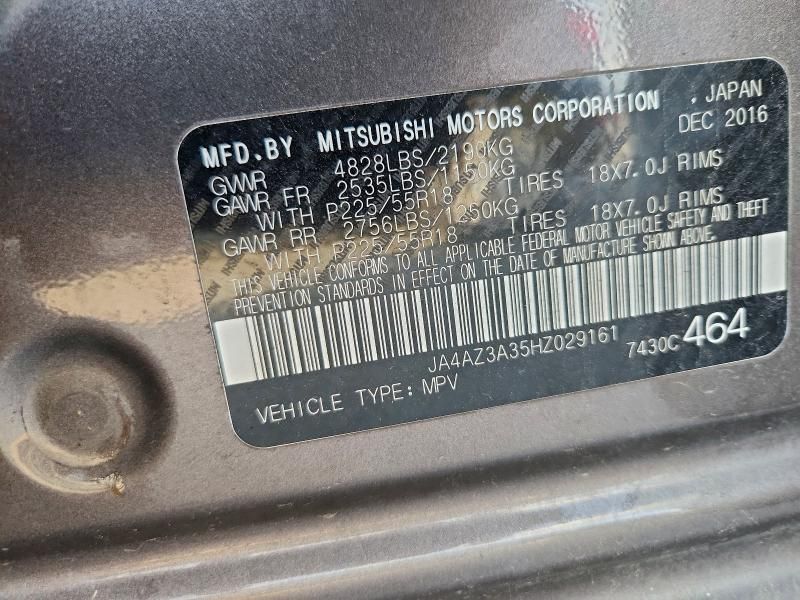 MFD.BY MITSUBISHI MOTORS CORPORATION . JAPAN
DEC 2016
GVWR 4828LBS/2190KG
GAWR FR 2535LBS/1150KG
WITH P225/55R18 TIRES 18X7.0J RIMS
GAWR RR 2756LBS/1250KG
WITH P225/55R18 TIRES 18X7.0J RIMS
THIS VEHICLE CONFORMS TO ALL APPLICABLE FEDERAL MOTOR VEHICLE SAFETY AND THEFT
PREVENTION STANDARDS IN EFFECT ON THE DATE OF MANUFACTURE SHOWN ABOVE.
JA4AZ3A35HZ029161 7430C 464
VEHICLE TYPE: MPV